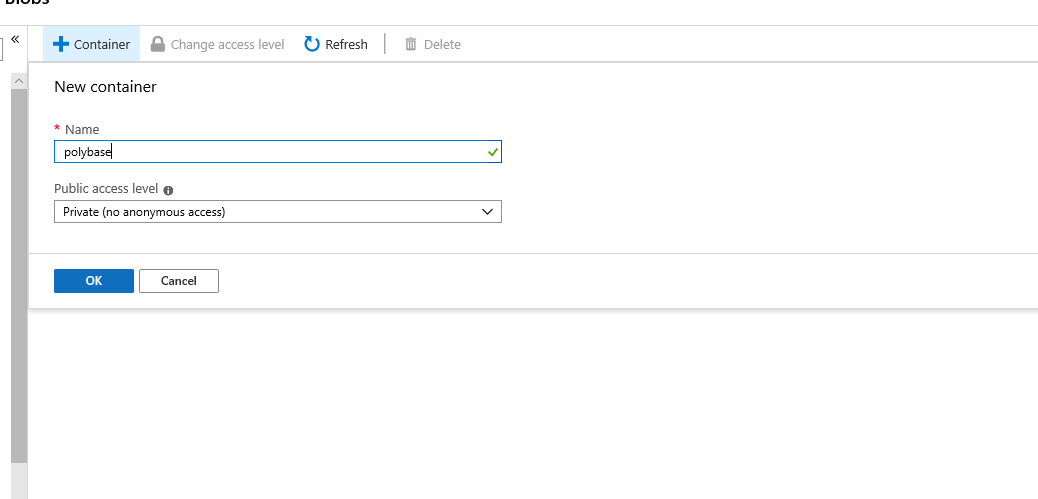 Blobs
Container Change access level Refresh Delete
New container
* Name
polybase
Public access level
Private (no anonymous access)
OK Cancel